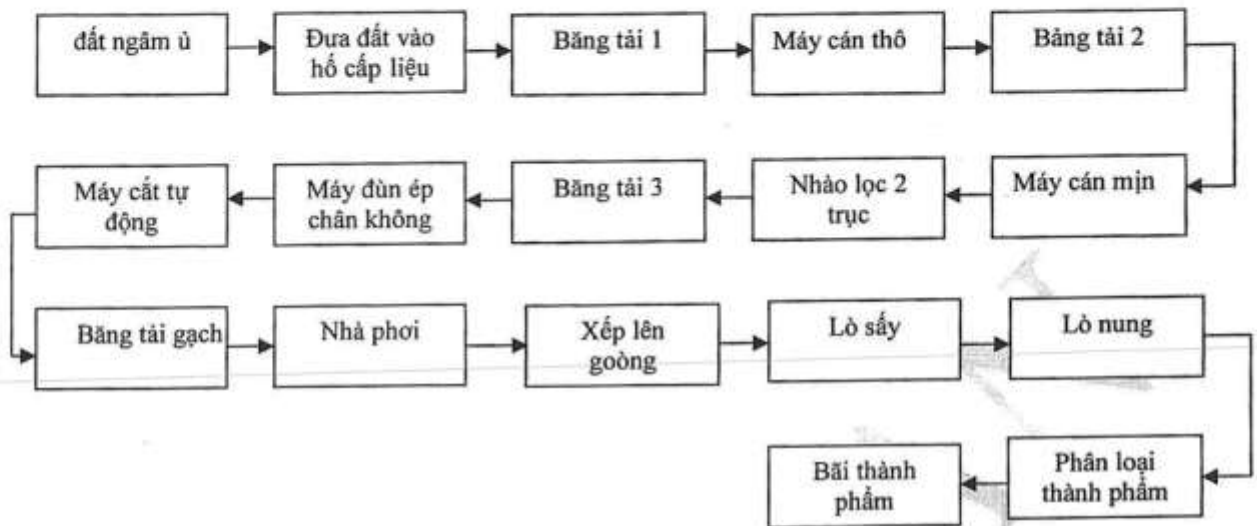 đất ngâm ủ
Đưa đất vào
hố cấp liệu
Băng tải 1
Máy cán thô
Bảng tải 2
Máy cắt tự
động
Máy đùn ép
chân không
Băng tải 3
Nhào lọc 2
trục
Máy cán mịn
Băng tải gạch
Nhà phơi
Xếp lên
goòng
Lò sấy
Lò nung
Bãi thành
phẩm
Phân loại
thành phẩm